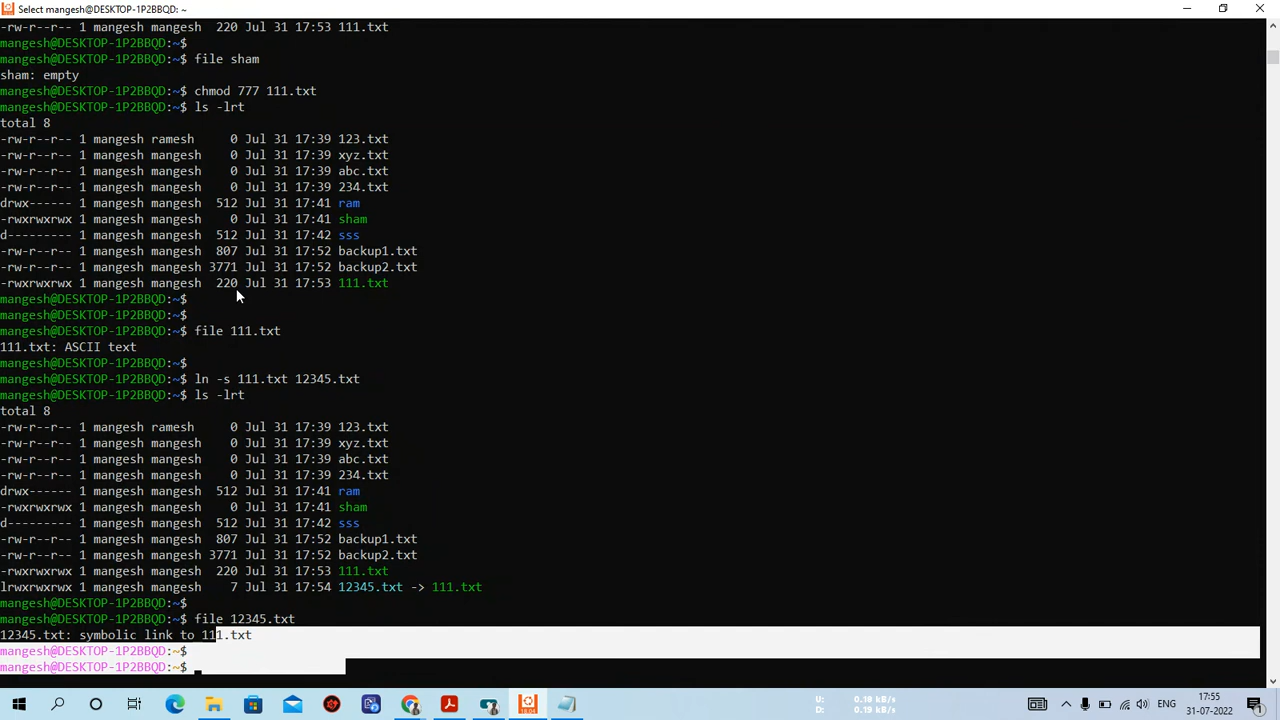 Select mangesh@DESKTOP-1P2BBQD: ~
-rw-r--r-- 1 mangesh mangesh  220 Jul 31 17:53 111.txt
mangesh@DESKTOP-1P2BBQD:~$
mangesh@DESKTOP-1P2BBQD:~$ file sham
sham: empty
mangesh@DESKTOP-1P2BBQD:~$ chmod 777 111.txt
mangesh@DESKTOP-1P2BBQD:~$ ls -lrt
total 8
-rw-r--r-- 1 mangesh ramesh     0 Jul 31 17:39 123.txt
-rw-r--r-- 1 mangesh mangesh    0 Jul 31 17:39 xyz.txt
-rw-r--r-- 1 mangesh mangesh    0 Jul 31 17:39 abc.txt
-rw-r--r-- 1 mangesh mangesh    0 Jul 31 17:39 234.txt
drwx------ 1 mangesh mangesh  512 Jul 31 17:41 ram
-rwxrwxrwx 1 mangesh mangesh    0 Jul 31 17:41 sham
d--------- 1 mangesh mangesh  512 Jul 31 17:42 sss
-rw-r--r-- 1 mangesh mangesh  807 Jul 31 17:52 backup1.txt
-rw-r--r-- 1 mangesh mangesh 3771 Jul 31 17:52 backup2.txt
-rwxrwxrwx 1 mangesh mangesh  220 Jul 31 17:53 111.txt
mangesh@DESKTOP-1P2BBQD:~$
mangesh@DESKTOP-1P2BBQD:~$
mangesh@DESKTOP-1P2BBQD:~$ file 111.txt
111.txt: ASCII text
mangesh@DESKTOP-1P2BBQD:~$
mangesh@DESKTOP-1P2BBQD:~$ ln -s 111.txt 12345.txt
mangesh@DESKTOP-1P2BBQD:~$ ls -lrt
total 8
-rw-r--r-- 1 mangesh ramesh     0 Jul 31 17:39 123.txt
-rw-r--r-- 1 mangesh mangesh    0 Jul 31 17:39 xyz.txt
-rw-r--r-- 1 mangesh mangesh    0 Jul 31 17:39 abc.txt
-rw-r--r-- 1 mangesh mangesh    0 Jul 31 17:39 234.txt
drwx------ 1 mangesh mangesh  512 Jul 31 17:41 ram
-rwxrwxrwx 1 mangesh mangesh    0 Jul 31 17:41 sham
d--------- 1 mangesh mangesh  512 Jul 31 17:42 sss
-rw-r--r-- 1 mangesh mangesh  807 Jul 31 17:52 backup1.txt
-rw-r--r-- 1 mangesh mangesh 3771 Jul 31 17:52 backup2.txt
-rwxrwxrwx 1 mangesh mangesh  220 Jul 31 17:53 111.txt
lrwxrwxrwx 1 mangesh mangesh    7 Jul 31 17:54 12345.txt -> 111.txt
mangesh@DESKTOP-1P2BBQD:~$
mangesh@DESKTOP-1P2BBQD:~$ file 12345.txt
12345.txt: symbolic link to 111.txt
mangesh@DESKTOP-1P2BBQD:~$
mangesh@DESKTOP-1P2BBQD:~$
18.04
U: 0.10 kB/s
D: 0.19 kB/s
ENG
17:55
31-07-2022
1